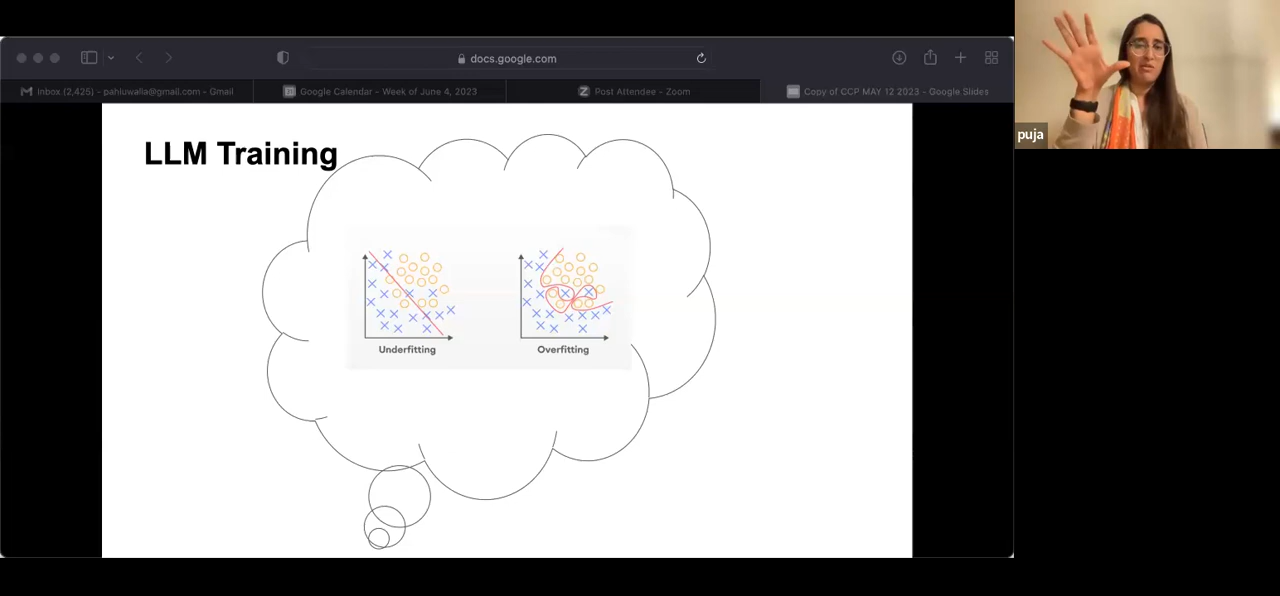 docs.google.com
Inbox (2,425) - pahluwalia@gmail.com - Gmail
Google Calendar - Week of June 4, 2023
Post Attendee - Zoom
Copy of CCP MAY 12 2023 - Google Slides
puja
LLM Training
Underfitting
Overfitting